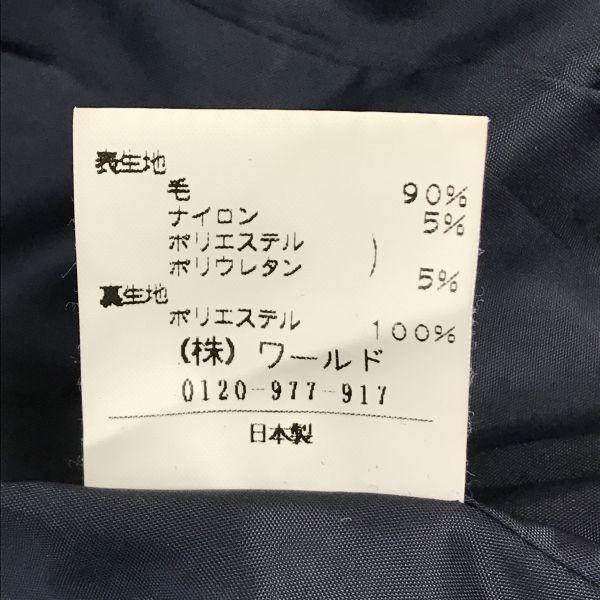 表生地
毛 90%
ナイロン 5%
ポリエステル
ポリウレタン ) 5%
裏生地
ポリエステル 100%
(株) ワールド
0120-977-917
日本製